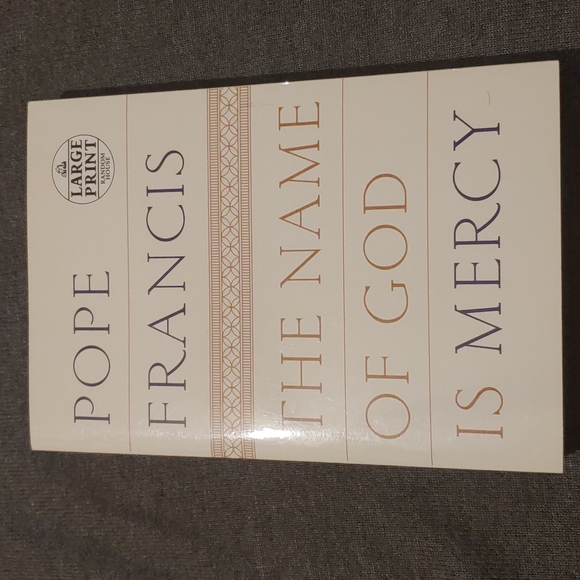 LARGE
PRINT
RANDOM
HOUSE
POPE
FRANCIS
THE NAME
OF GOD
IS MERCY